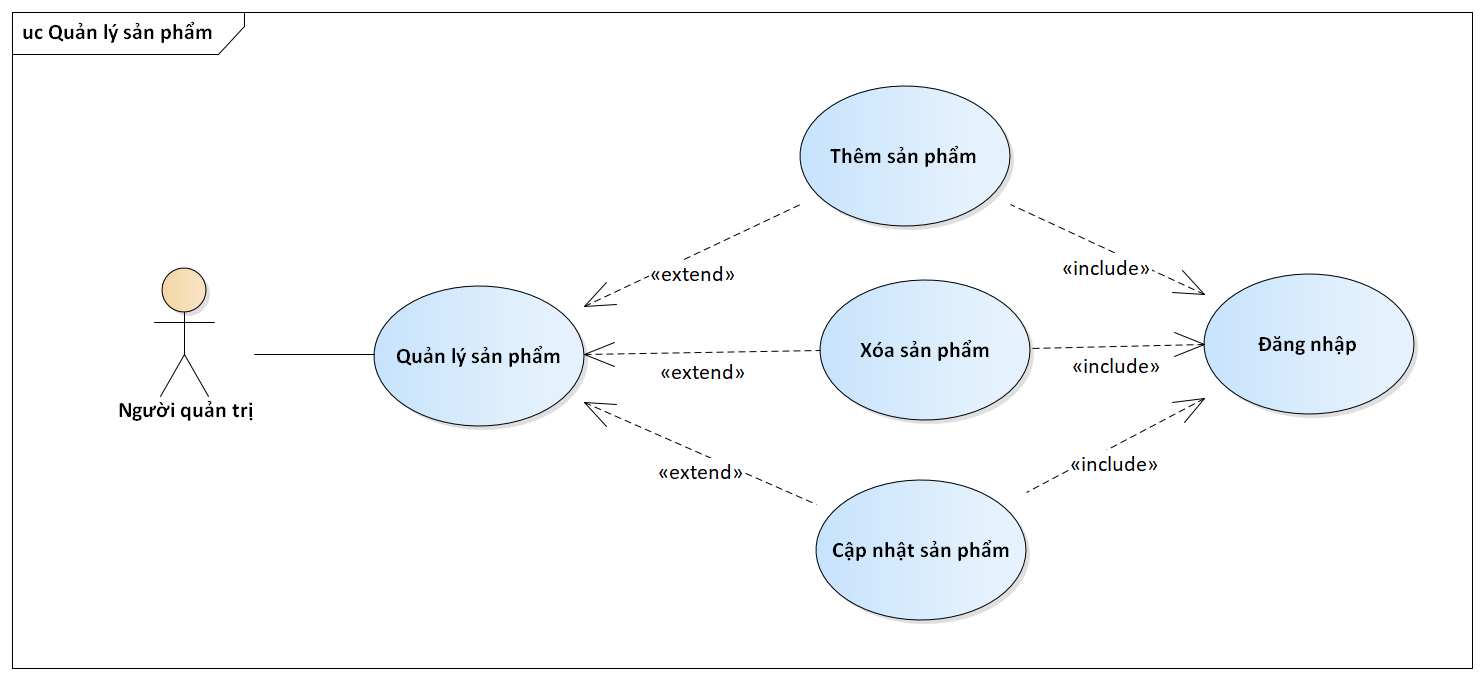 uc Quản lý sản phẩm
Thêm sản phẩm
«extend»
«include»
Quản lý sản phẩm
Xóa sản phẩm
Đăng nhập
«extend»
«include»
Người quản trị
«extend»
«include»
Cập nhật sản phẩm